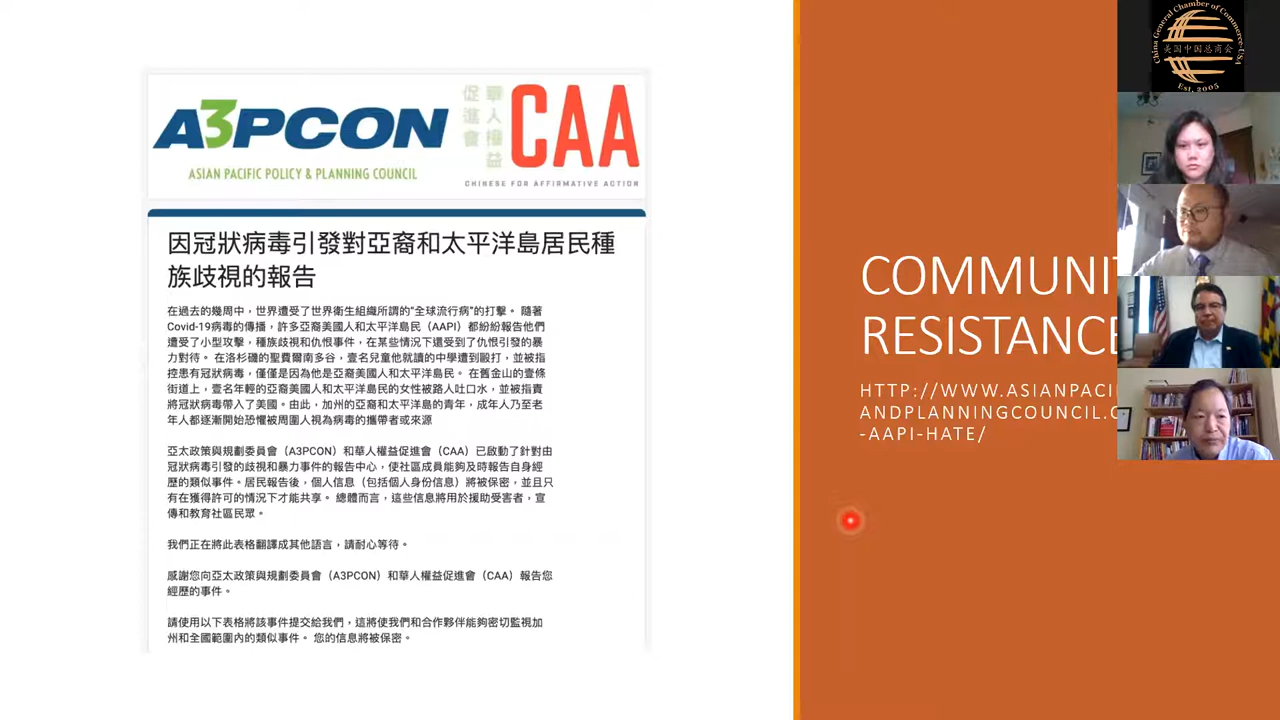 A3PCON
ASIAN PACIFIC POLICY & PLANNING COUNCIL
華人權益
促進會
CAA
CHINESE FOR AFFIRMATIVE ACTION
因冠狀病毒引發對亞裔和太平洋島居民種
族歧視的報告
在過去的幾周中，世界遭受了世界衛生組織所謂的“全球流行病”的打擊。 隨著
Covid-19病毒的傳播，許多亞裔美國人和太平洋島民（AAPI）都紛紛報告他們
遭受了小型攻擊，種族歧視和仇恨事件，在某些情況下還受到了仇恨引發的暴
力對待。 在洛杉磯的聖費爾南多谷，壹名兒童他就讀的中學遭到毆打，並被指
控患有冠狀病毒，僅僅是因為他是亞裔美國人和太平洋島民。 在舊金山的壹條
街道上，壹名年輕的亞裔美國人和太平洋島民的女性被路人吐口水，並被指責
將冠狀病毒帶入了美國。由此，加州的亞裔和太平洋島的青年，成年人乃至老
年人都逐漸開始恐懼被周圍人視為病毒的攜帶者或來源
亞太政策與規劃委員會（A3PCON）和華人權益促進會（CAA）已啟動了針對由
冠狀病毒引發的歧視和暴力事件的報告中心，使社區成員能夠及時報告自身經
歷的類似事件。居民報告後，個人信息（包括個人身份信息）將被保密，並且只
有在獲得許可的情況下才能共享。 總體而言，這些信息將用於援助受害者，宣
傳和教育社區民眾。
我們正在將此表格翻譯成其他語言，請耐心等待。
感謝您向亞太政策與規劃委員會（A3PCON）和華人權益促進會（CAA）報告您
經歷的事件。
請使用以下表格將該事件提交給我們，這將使我們和合作夥伴能夠密切監視加
州和全國範圍內的類似事件。 您的信息將被保密。
COMMUNI
RESISTANCE
HTTP://WWW.ASIANPACI
ANDPLANNINGCOUNCIL.
-AAPI-HATE/
China General Chamber of Commerce-USA
美国中国总商会
Est. 2005